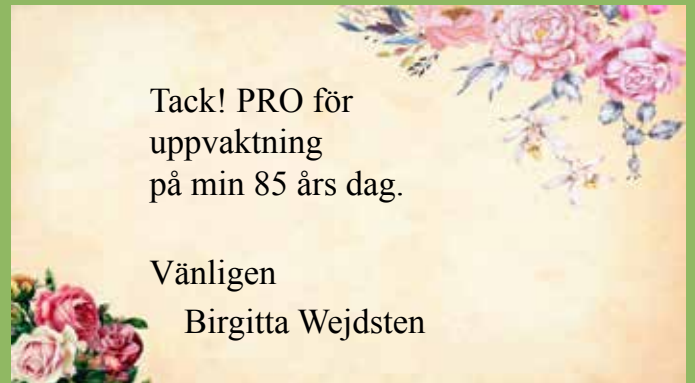 Tack! PRO för
uppvaktning
på min 85 års dag.
Vänligen
Birgitta Wejdsten